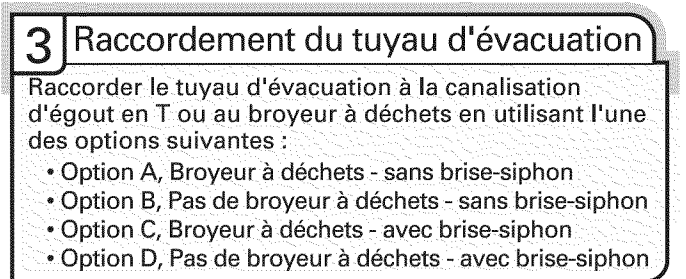 3 Raccordement du tuyau d'évacuation
Raccorder le tuyau d'évacuation à la canalisation
d'égout en T ou au broyeur à déchets en utilisant l'une
des options suivantes :
• Option A, Broyeur à déchets - sans brise-siphon
• Option B, Pas de broyeur à déchets - sans brise-siphon
• Option C, Broyeur à déchets - avec brise-siphon
• Option D, Pas de broyeur à déchets - avec brise-siphon